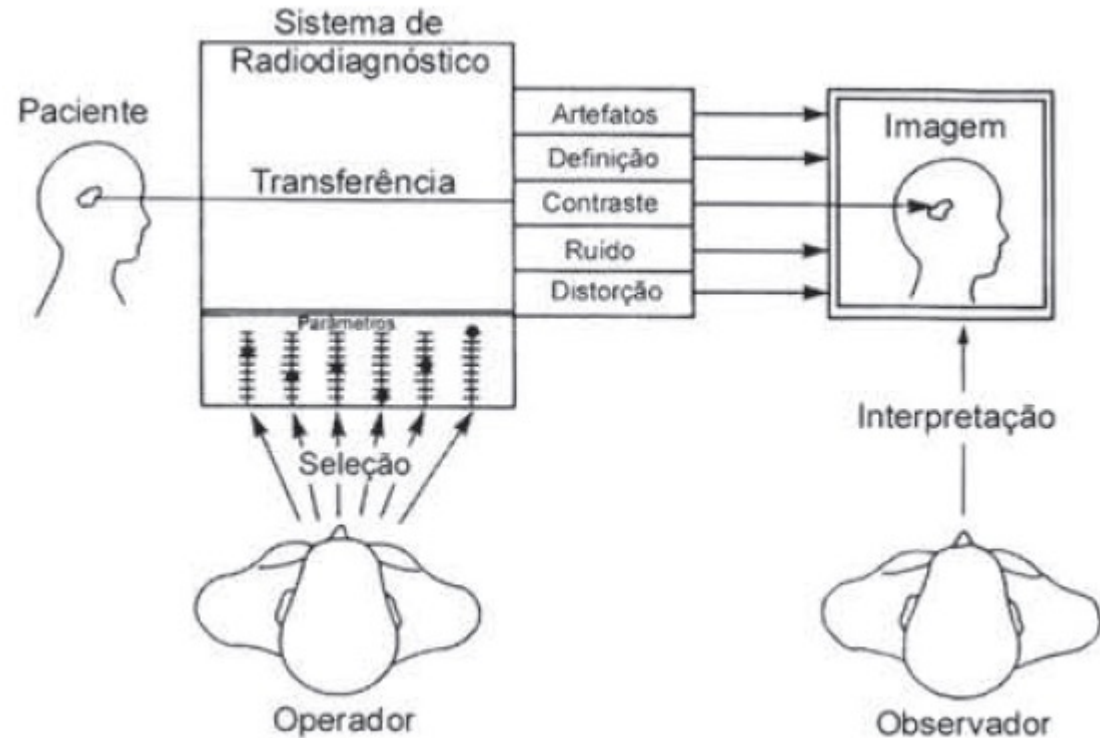 Sistema de
Radiodiagnóstico
Paciente
Transferência
Artefatos
Definição
Contraste
Ruído
Distorção
Imagem
Parâmetros
Seleção
Interpretação
Operador
Observador